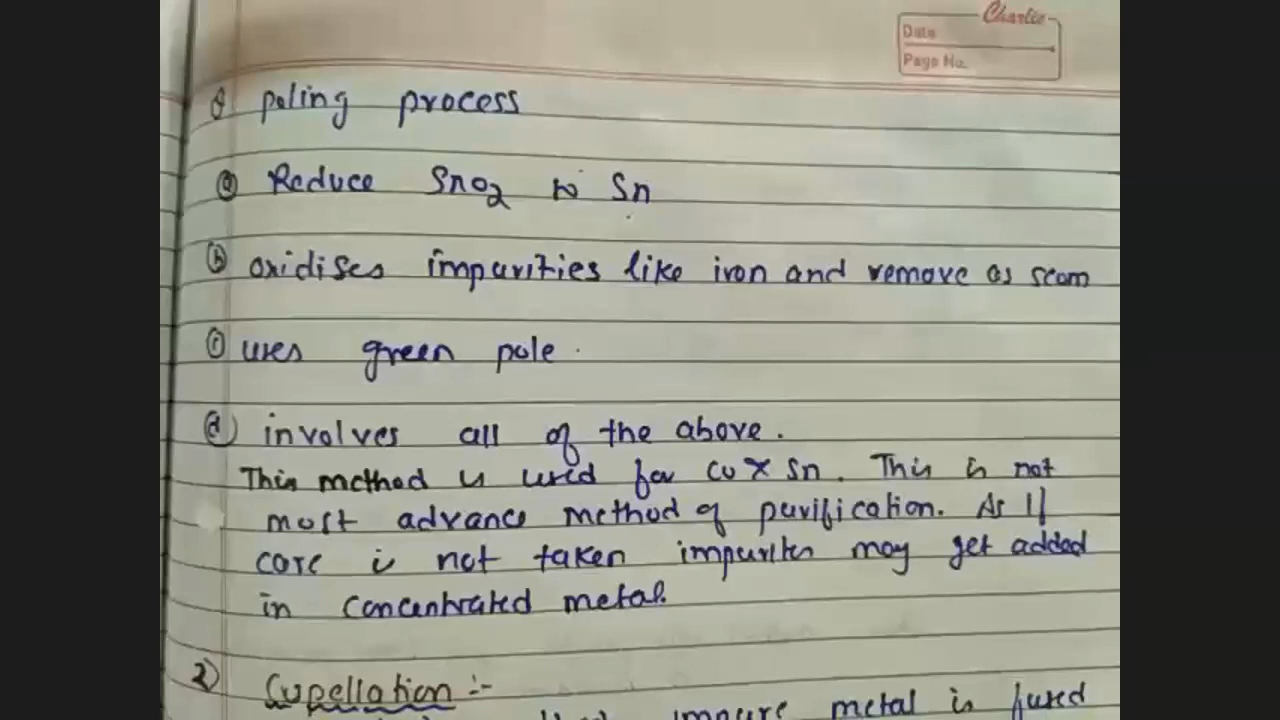 Charlie
Date
Page No.
poling process
(a) Reduce SnO2 to Sn
(b) oxidises impurities like iron and remove as scom
(c) uses green pole.
(d) involves all of the above.
This method is used for Cu & Sn. This is not
most advance method of purification. As if
care is not taken impurites may get added
in concentrated metal.
2) Cupellation :-
impure metal is fused